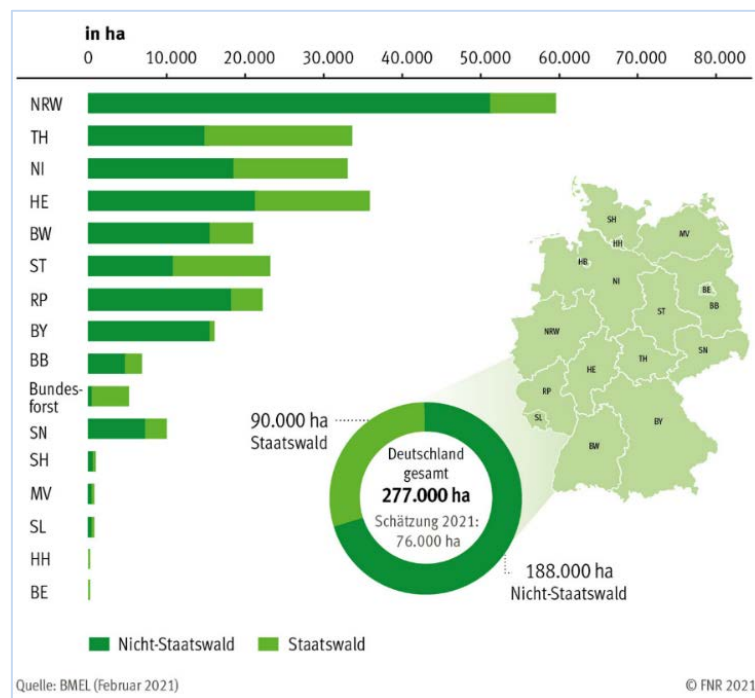 in ha
0 10.000 20.000 30.000 40.000 50.000 60.000 70.000 80.000
NRW
TH
NI
HE
BW
ST
RP
BY
BB
Bundes-
forst
SN
SH
MV
SL
HH
BE
SH
HH
MV
HB
NI
BE
BB
ST
NRW
SN
TH
HE
RP
SL
BY
BW
90.000 ha
Staatswald
Deutschland
gesamt
277.000 ha
Schätzung 2021:
76.000 ha
188.000 ha
Nicht-Staatswald
Nicht-Staatswald Staatswald
Quelle: BMEL (Februar 2021) © FNR 2021